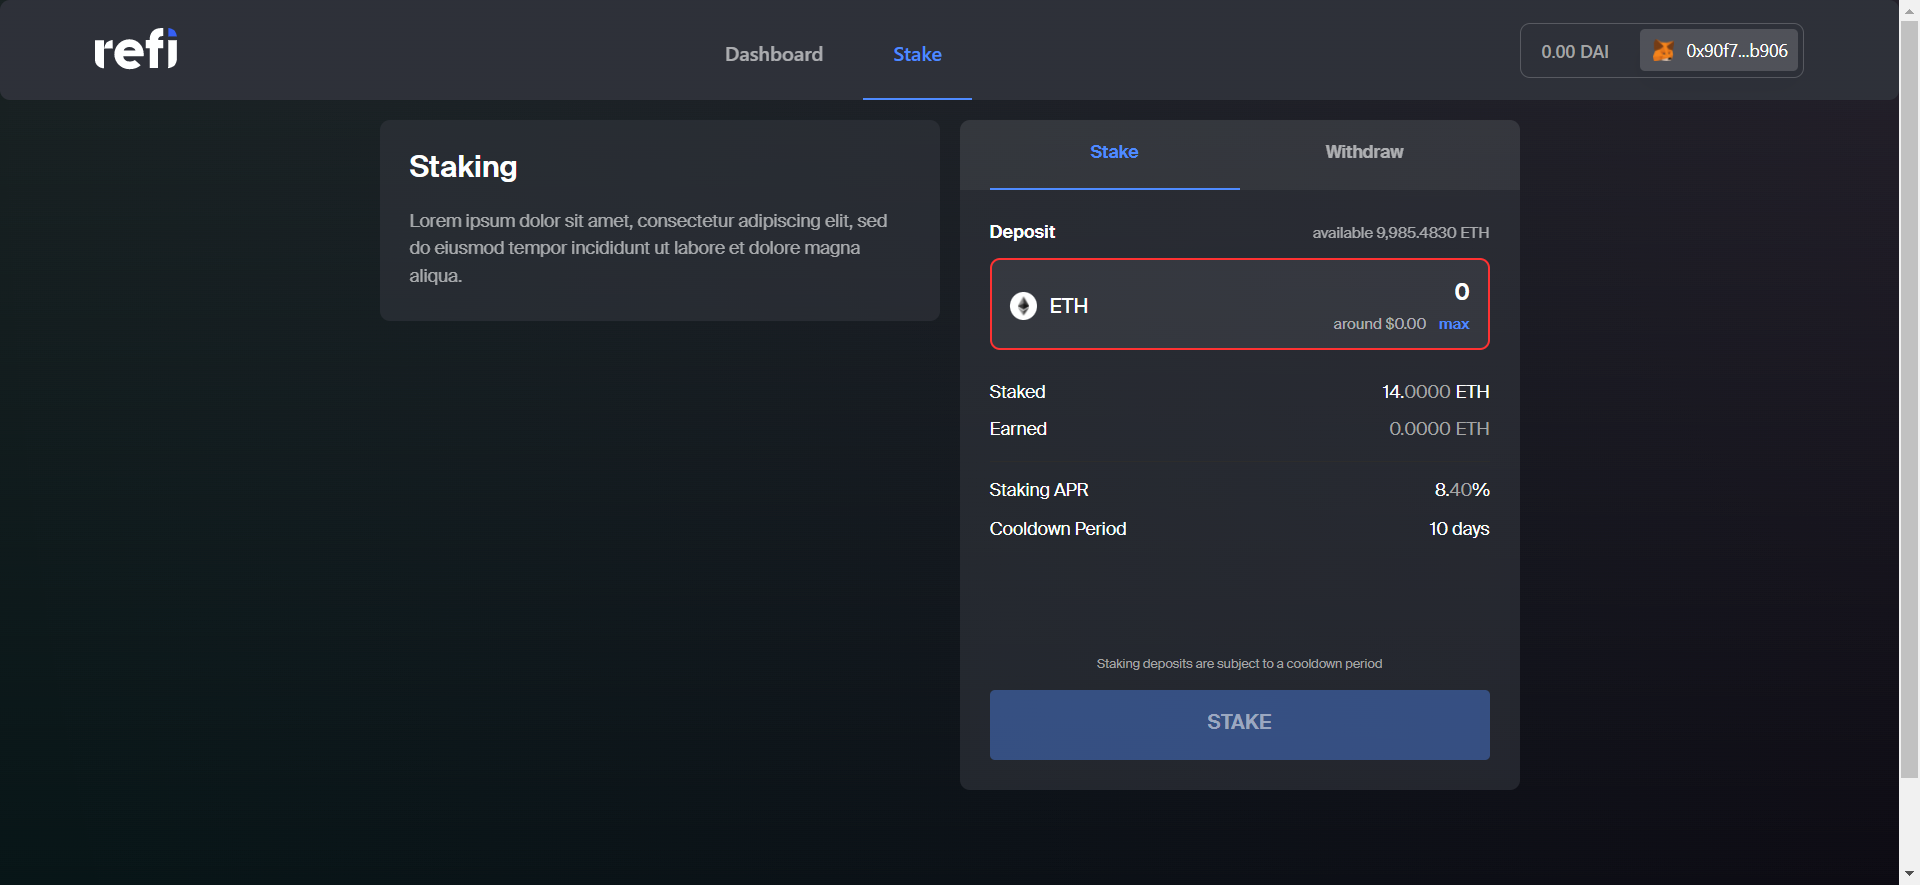 refi
Dashboard
Stake
0.00 DAI
0x90f7...b906
Staking
Lorem ipsum dolor sit amet, consectetur adipiscing elit, sed
do eiusmod tempor incididunt ut labore et dolore magna
aliqua.
Stake
Withdraw
Deposit
available 9,985.4830 ETH
ETH
0
around $0.00 max
Staked
14.0000 ETH
Earned
0.0000 ETH
Staking APR
8.40%
Cooldown Period
10 days
Staking deposits are subject to a cooldown period
STAKE